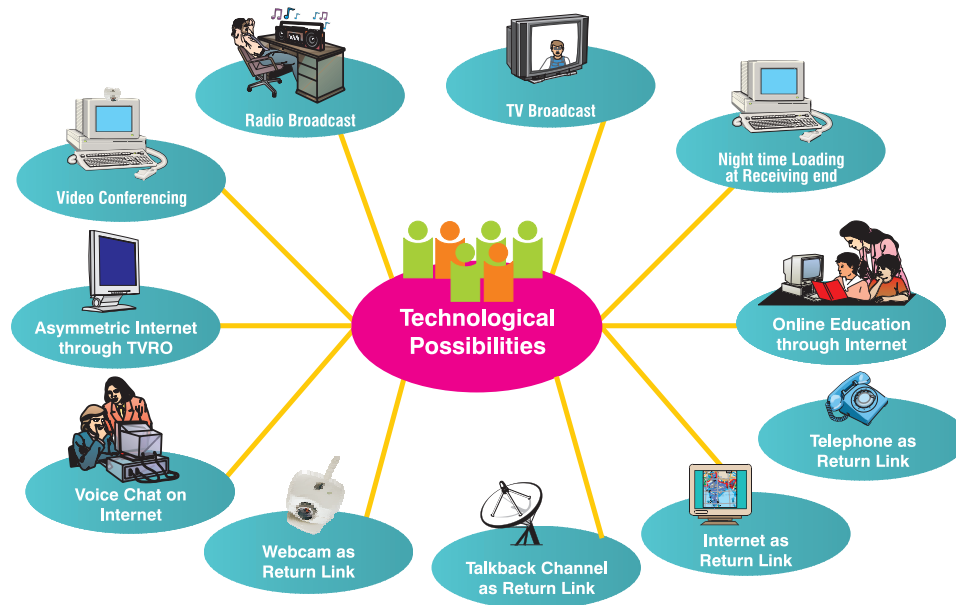 Radio Broadcast
TV Broadcast
Night time Loading
at Receiving end
Video Conferencing
Asymmetric Internet
through TVRO
Technological
Possibilities
Online Education
through Internet
Telephone as
Return Link
Voice Chat on
Internet
Webcam as
Return Link
Talkback Channel
as Return Link
Internet as
Return Link